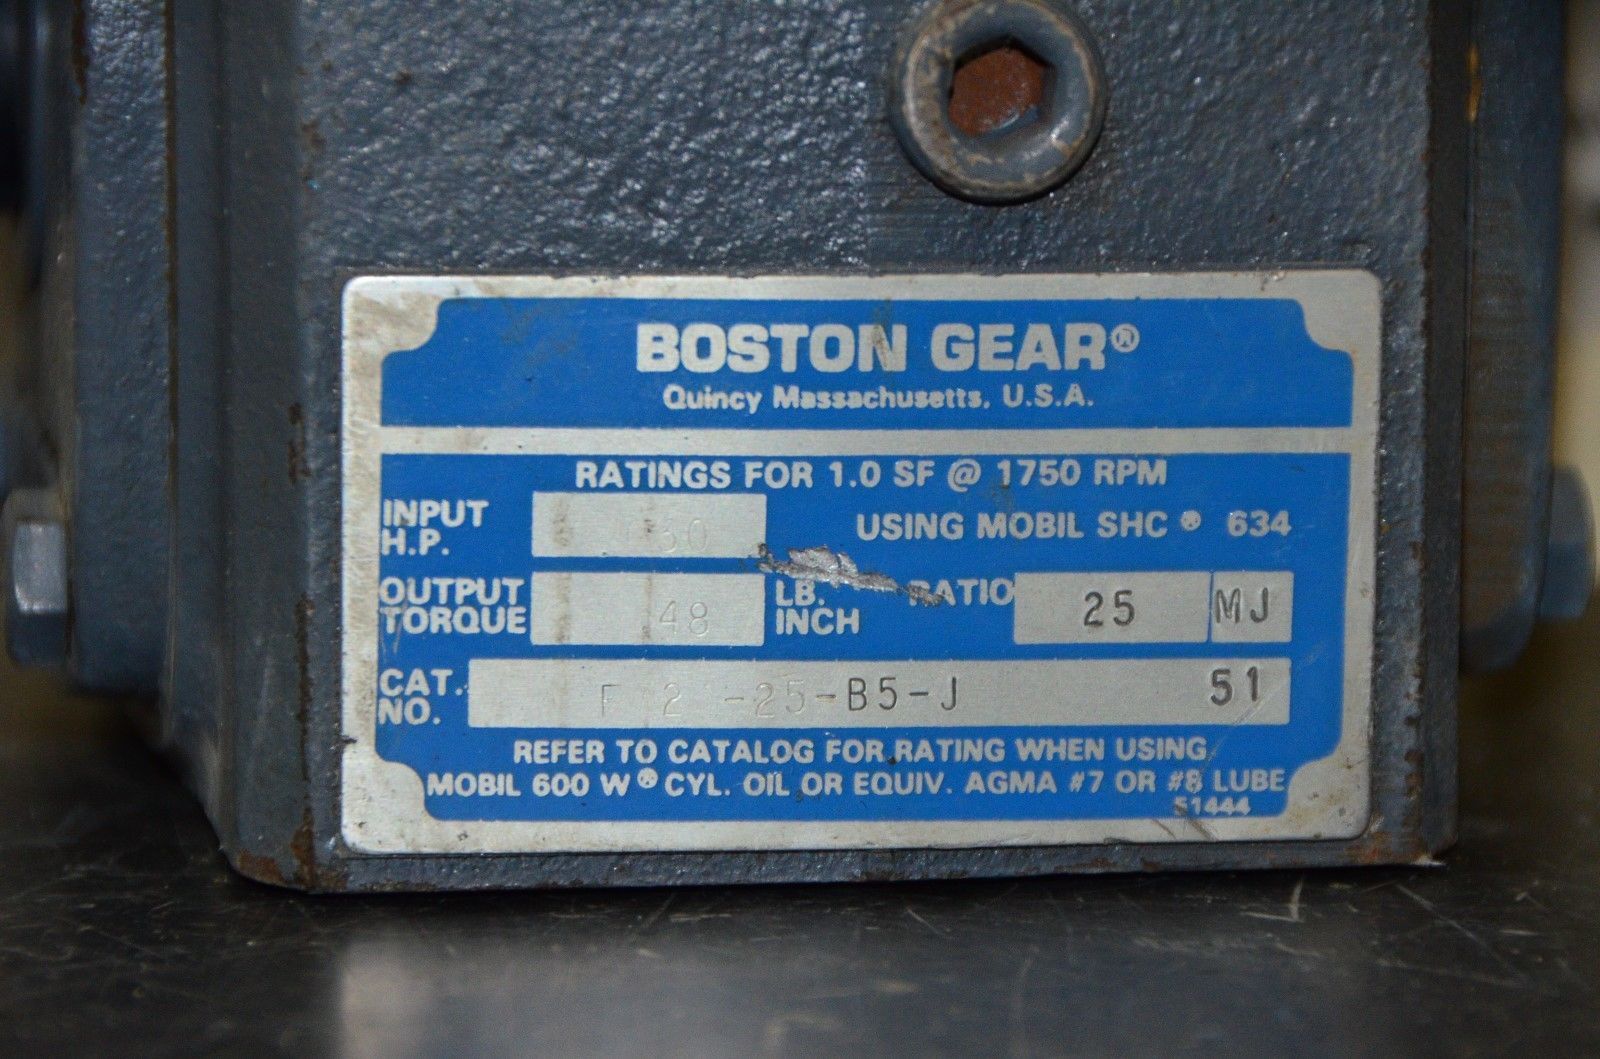 BOSTON GEAR®
Quincy Massachusetts, U.S.A.
RATINGS FOR 1.0 SF @ 1750 RPM
INPUT H.P. USING MOBIL SHC ® 634
OUTPUT TORQUE 48 LB. INCH RATIO 25 MJ
CAT. NO. 51
REFER TO CATALOG FOR RATING WHEN USING
MOBIL 600 W® CYL. OIL OR EQUIV. AGMA #7 OR #8 LUBE
51444